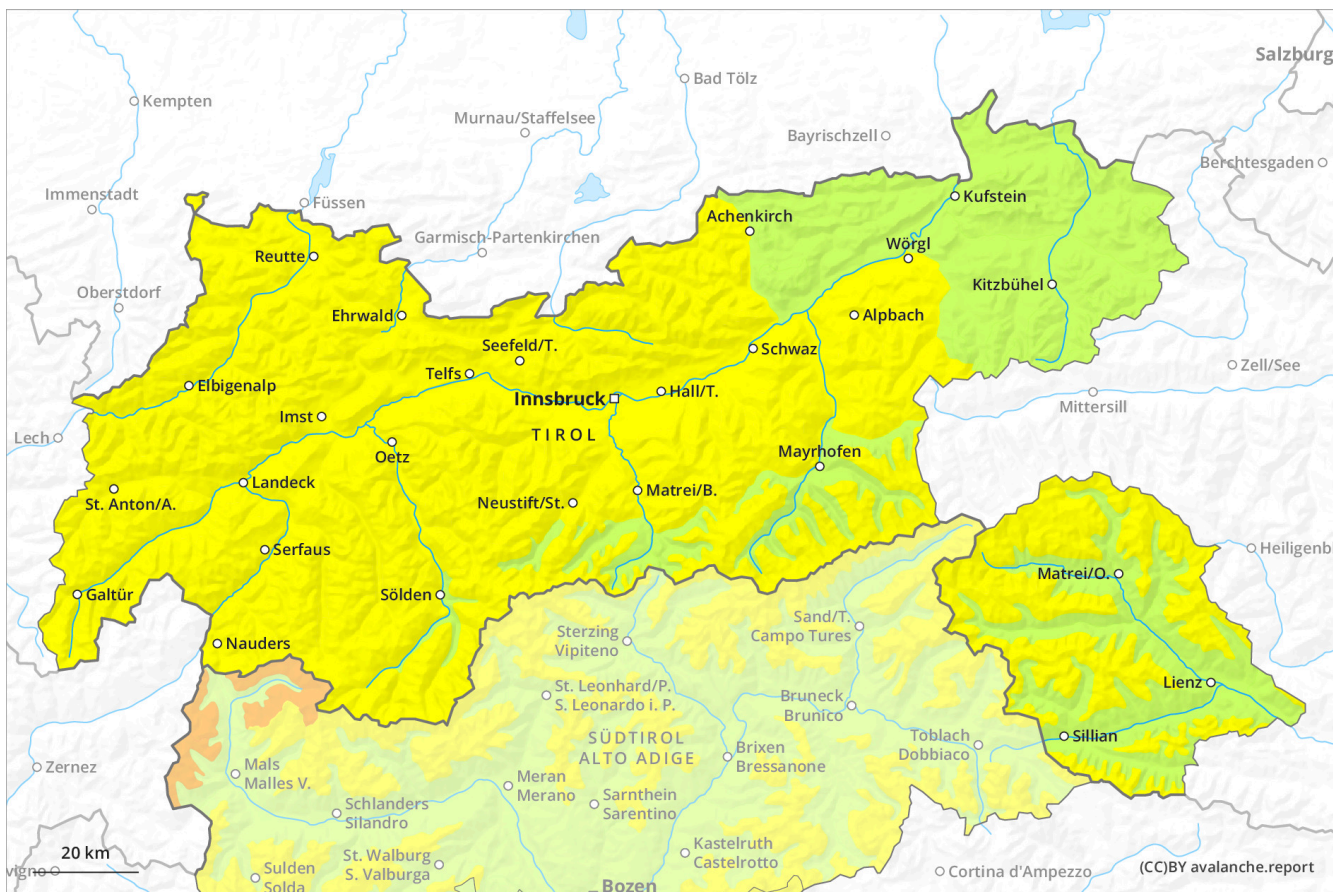 Salzburg
Bad Tölz
Kempten
Murnau/Staffelsee
Bayrischzell
Berchtesgaden
Immenstadt
Füssen
Kufstein
Achenkirch
Garmisch-Partenkirchen
Wörgl
Reutte
Kitzbühel
Oberstdorf
Ehrwald
Alpbach
Seefeld/T.
Schwaz
Zell/See
Telfs
Elbigenalp
Hall/T.
Mittersill
Innsbruck
Imst
Lech
TIROL
Oetz
Mayrhofen
Landeck
Matrei/B.
St. Anton/A.
Neustift/St.
Serfaus
Heiligenb
Matrei/O.
Galtür
Sölden
Sand/T.
Campo Tures
Sterzing
Vipiteno
Nauders
Lienz
St. Leonhard/P.
S. Leonardo i. P.
Bruneck
Brunico
Sillian
Toblach
Dobbiaco
SÜDTIROL
ALTO ADIGE
Brixen
Bressanone
Zernez
Mals
Malles V.
Meran
Merano
Schlanders
Silandro
Sarnthein
Sarentino
Kastelruth
Castelrotto
20 km
St. Walburg
S. Valburga
vigno
Sulden
Solda
Bozen
Cortina d'Ampezzo
(CC)BY avalanche.report